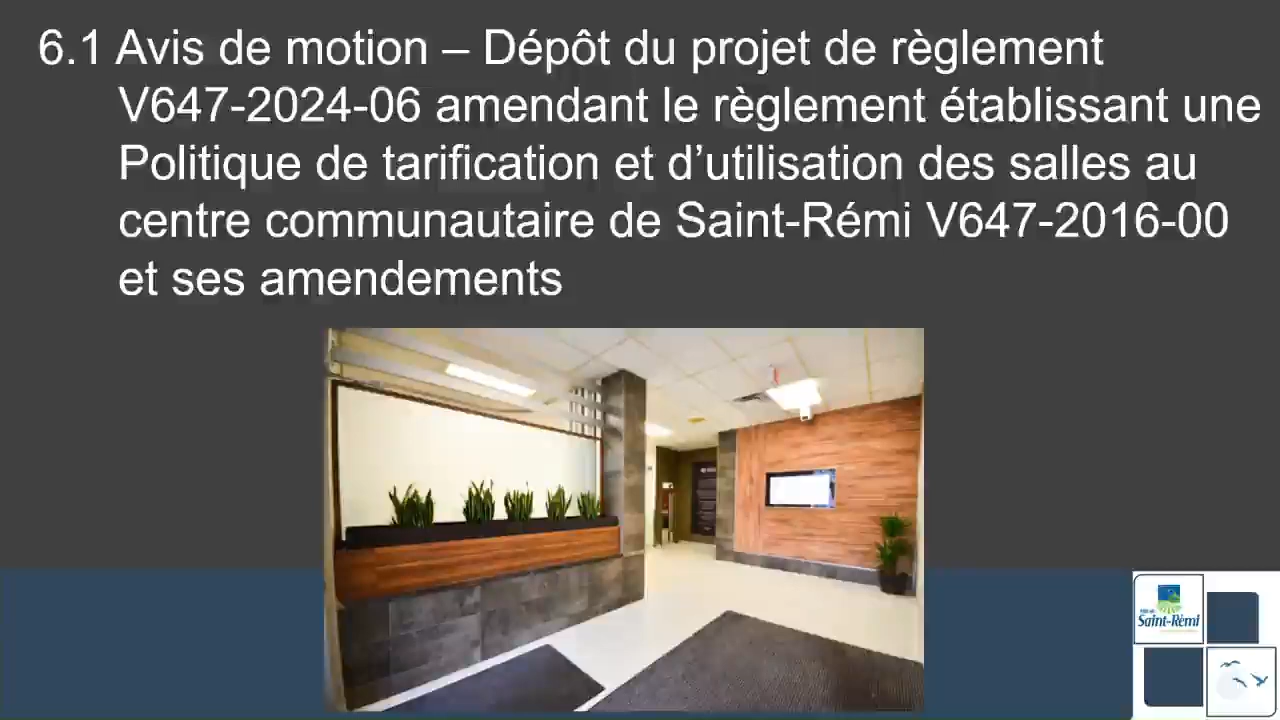 6.1 Avis de motion – Dépôt du projet de règlement
V647-2024-06 amendant le règlement établissant une
Politique de tarification et d’utilisation des salles au
centre communautaire de Saint-Rémi V647-2016-00
et ses amendements
Saint-Rémi